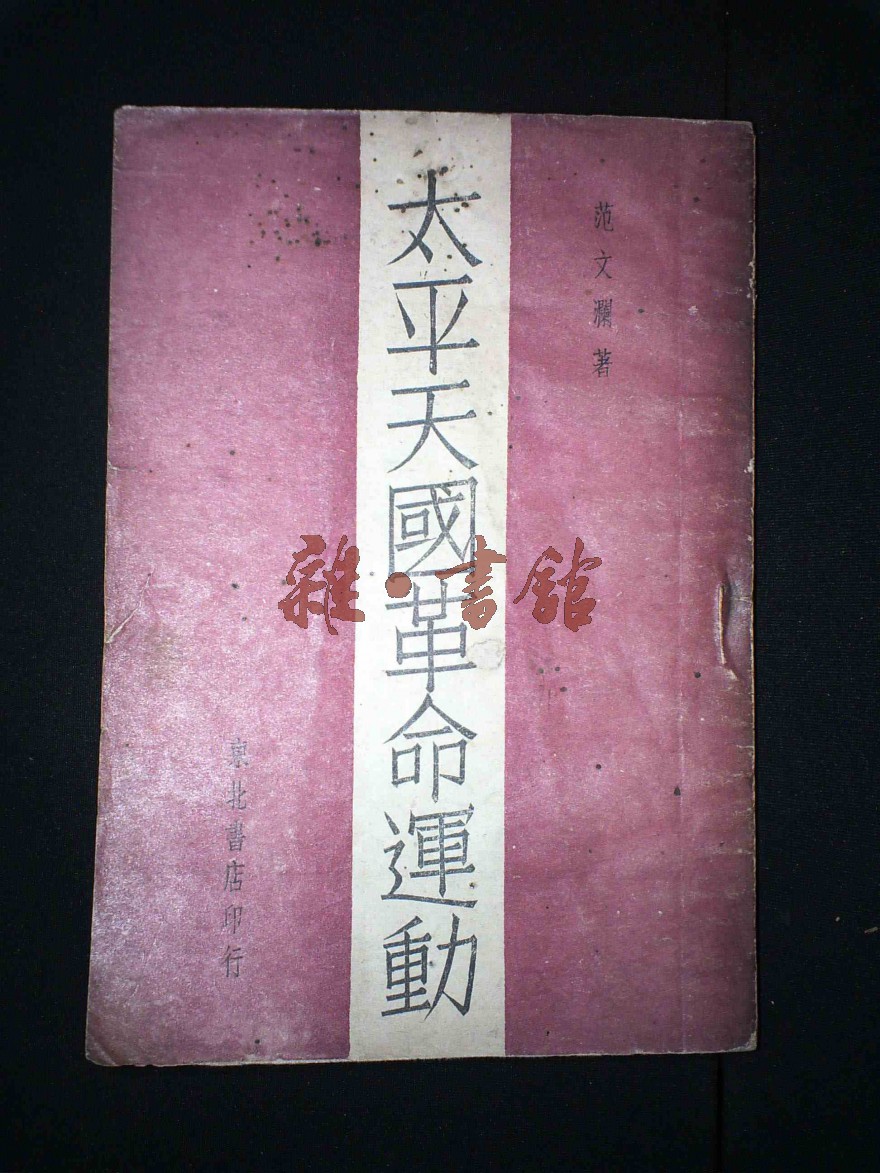 范文瀾著
太平天國革命運動
東北書店印行
雜·書館